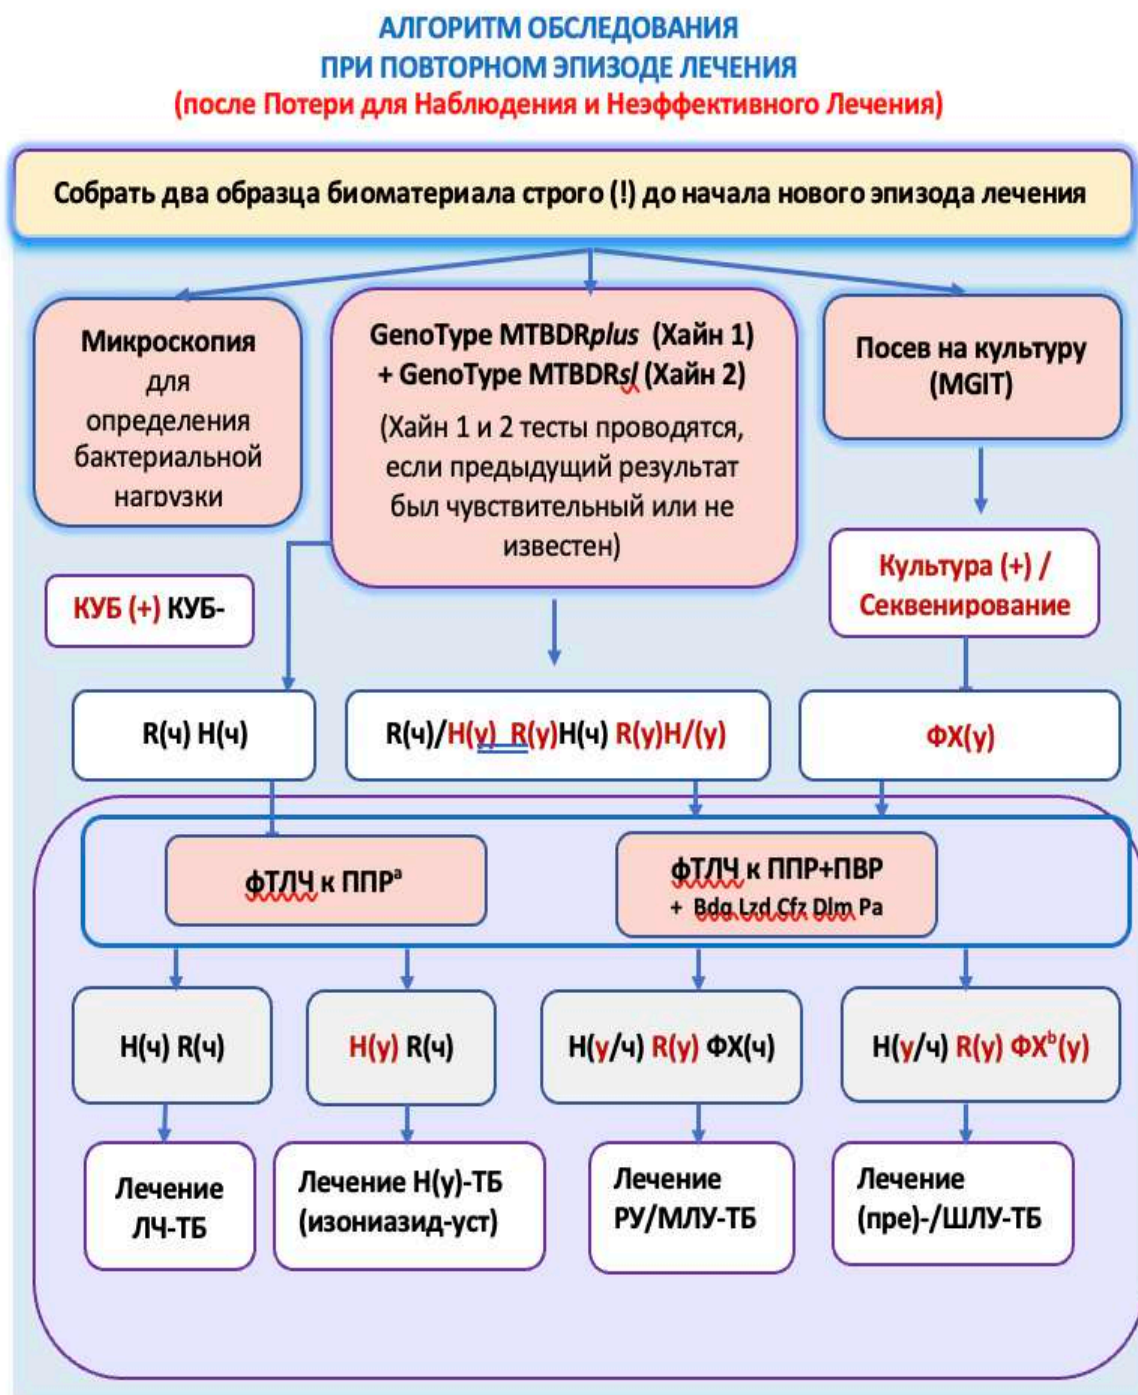 АЛГОРИТМ ОБСЛЕДОВАНИЯ
ПРИ ПОВТОРНОМ ЭПИЗОДЕ ЛЕЧЕНИЯ
(после Потери для Наблюдения и Неэффективного Лечения)
Собрать два образца биоматериала строго (!) до начала нового эпизода лечения
Микроскопия
для
определения
бактериальной
нагрузки
GenoType MTBDRplus (Хайн 1)
+ GenoType MTBDRsl (Хайн 2)
(Хайн 1 и 2 тесты проводятся,
если предыдущий результат
был чувствительный или не
известен)
Посев на культуру
(MGIT)
КУБ (+) КУБ-
Культура (+) /
Секвенирование
R(ч) H(ч)
R(ч)/H(у) R(у)H(ч) R(у)H/(у)
ФХ(у)
фТЛЧ к ППРᵃ
фТЛЧ к ППР+ПВР
+ Bdq Lzd Cfz Dlm Pa
H(ч) R(ч)
H(у) R(ч)
H(у/ч) R(у) ФХ(ч)
H(у/ч) R(у) ФХᵇ(у)
Лечение
ЛЧ-ТБ
Лечение H(у)-ТБ
(изониазид-уст)
Лечение
РУ/МЛУ-ТБ
Лечение
(пре)-/ШЛУ-ТБ